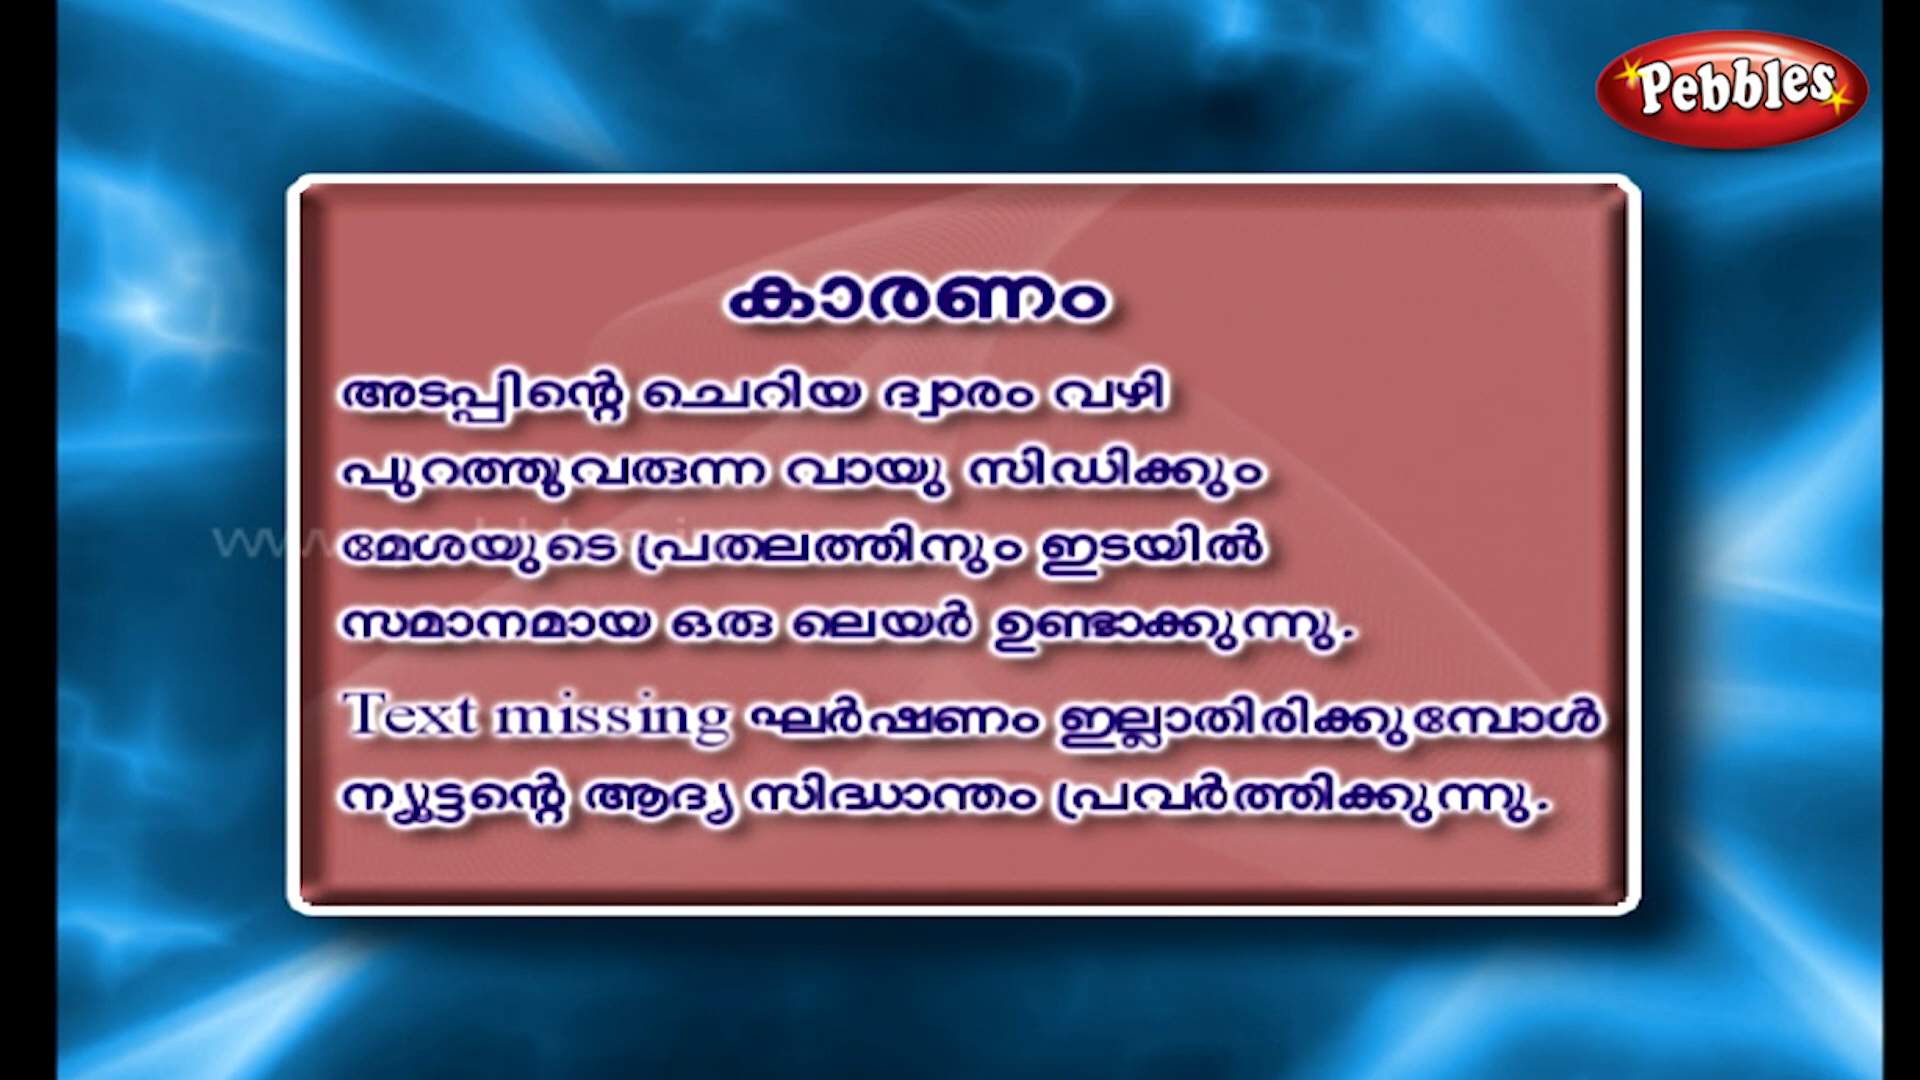 Pebbles
കാരണം
അടപ്പിന്റെ ചെറിയ ദ്വാരം വഴി
പുറത്തുവരുന്ന വായു സിഡിക്കും
മേശയുടെ പ്രതലത്തിനും ഇടയിൽ
സമാനമായ ഒരു ലെയർ ഉണ്ടാക്കുന്നു.
Text missing ഘർഷണം ഇല്ലാതിരിക്കുമ്പോൾ
ന്യൂട്ടന്റെ ആദ്യ സിദ്ധാന്തം പ്രവർത്തിക്കുന്നു.